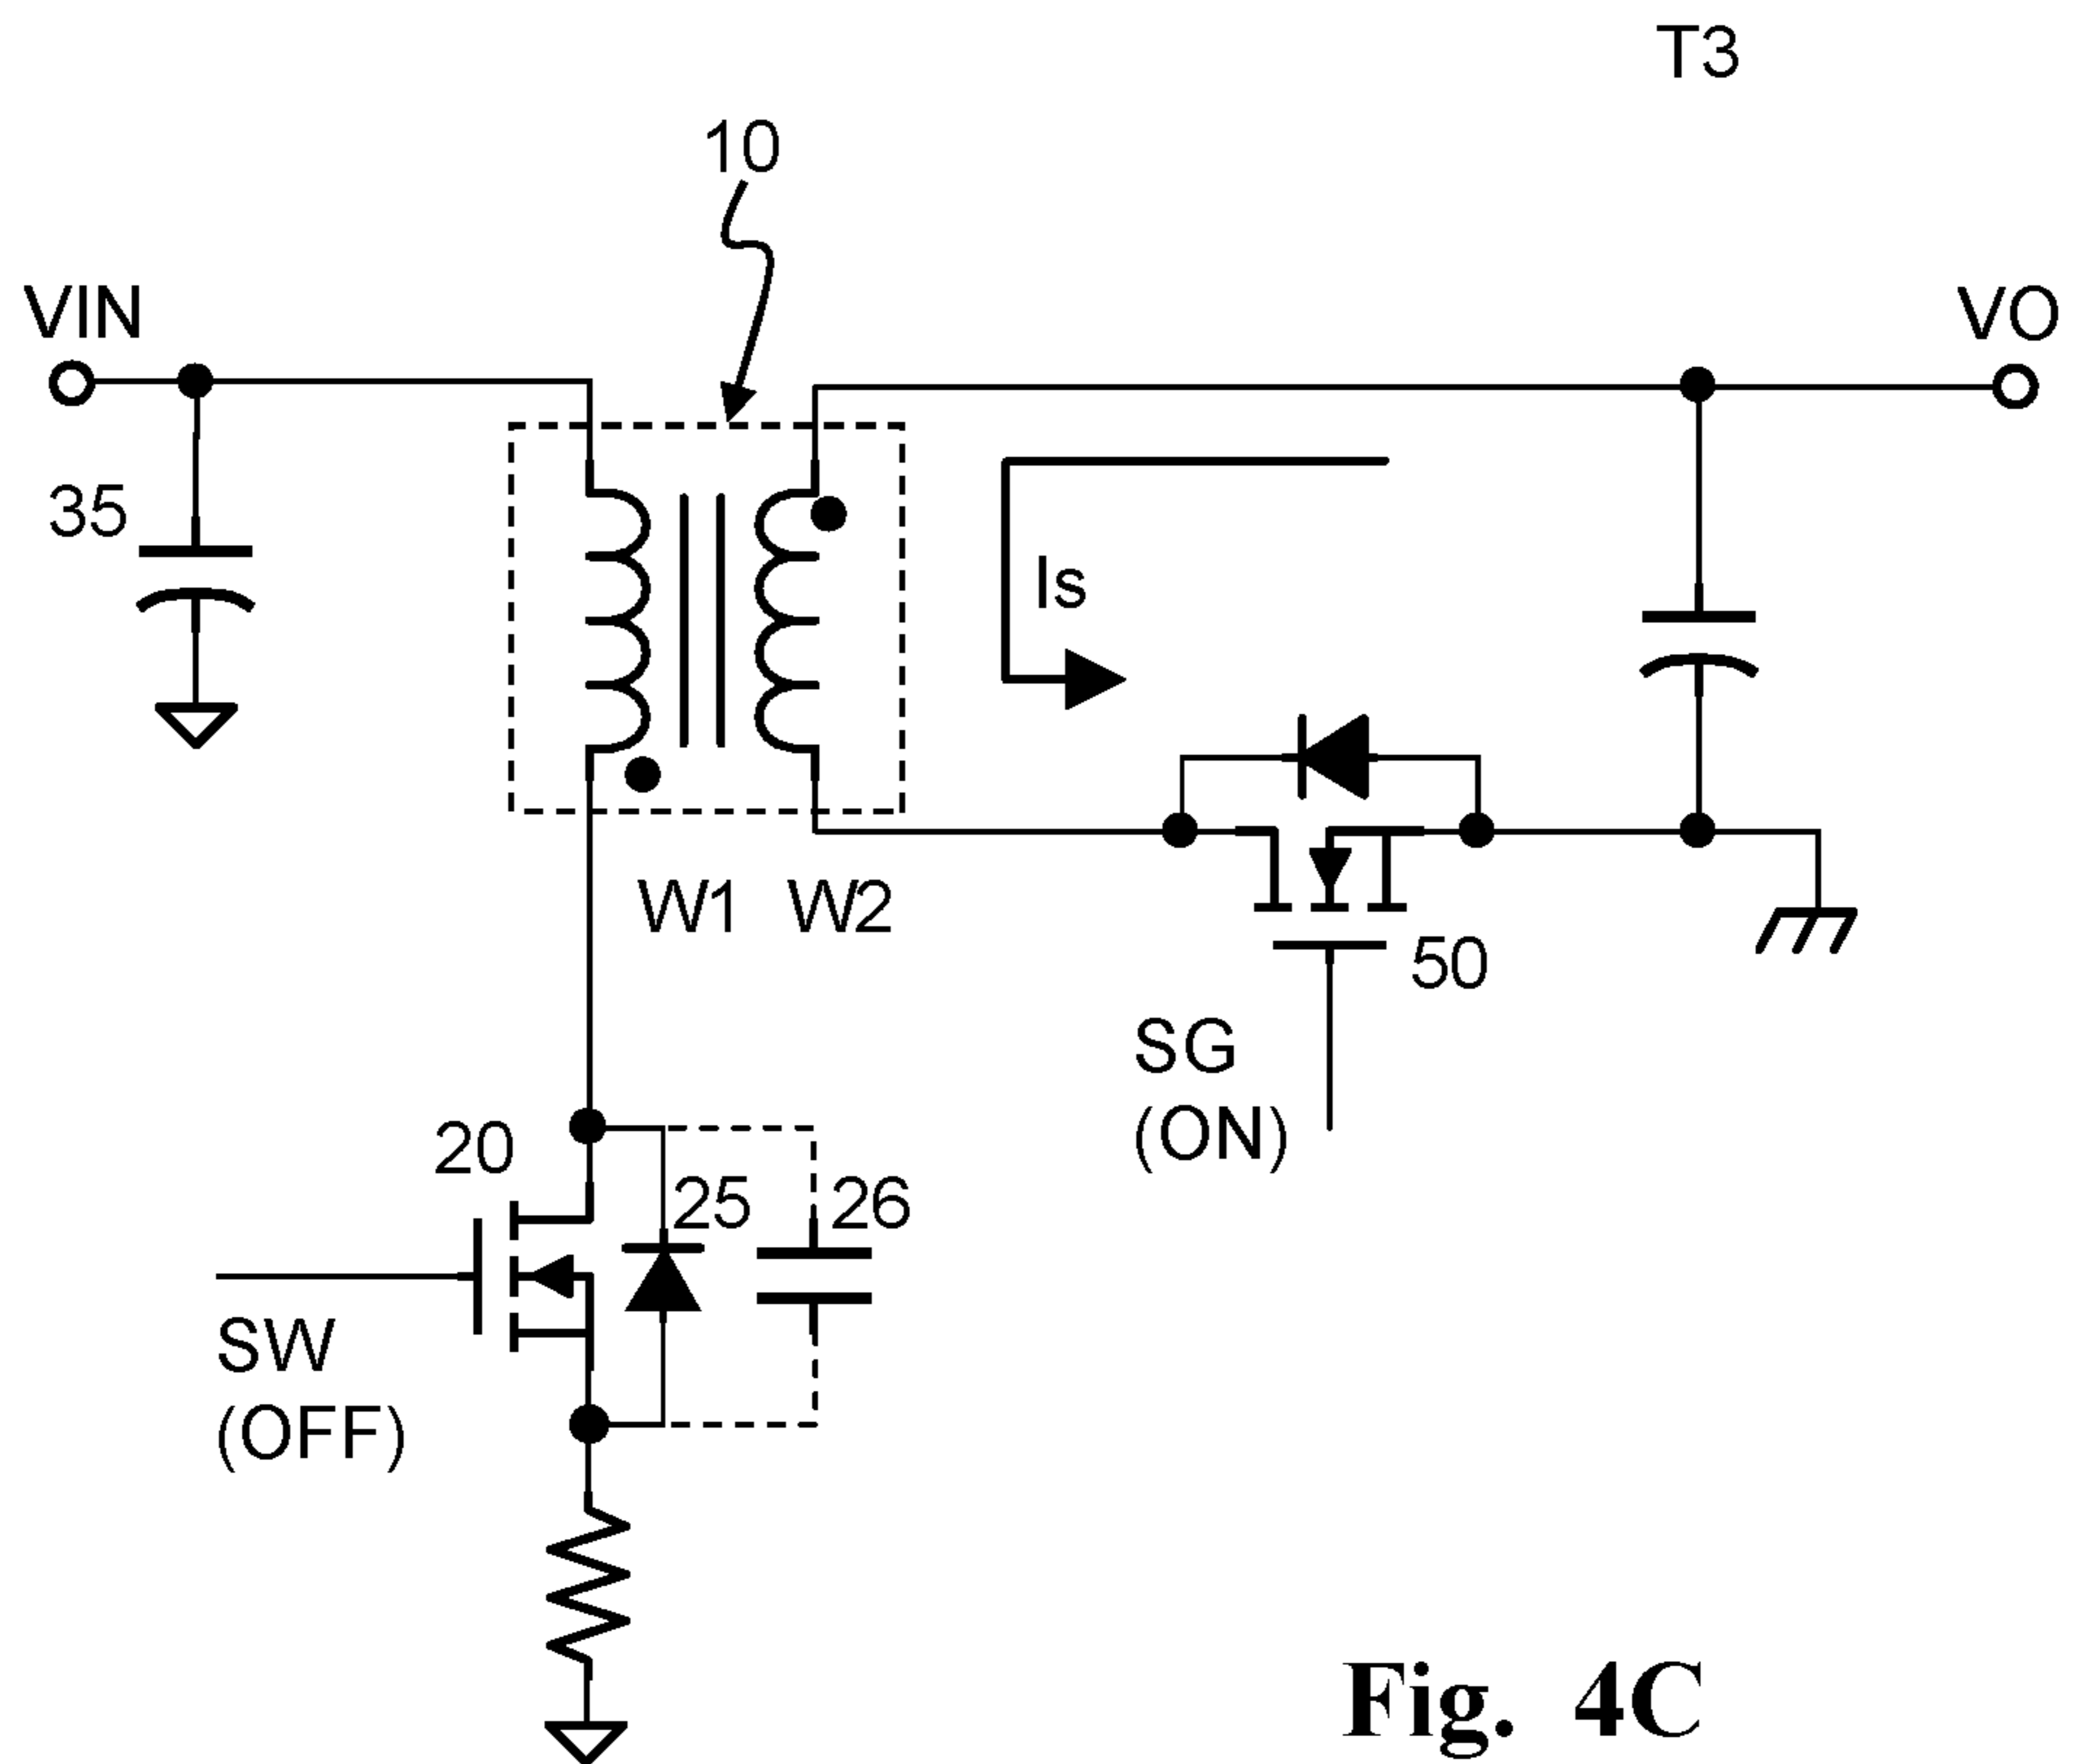 T3
10
VIN
VO
35
Is
W1 W2
50
SG
(ON)
20
25
26
SW
(OFF)
Fig. 4C